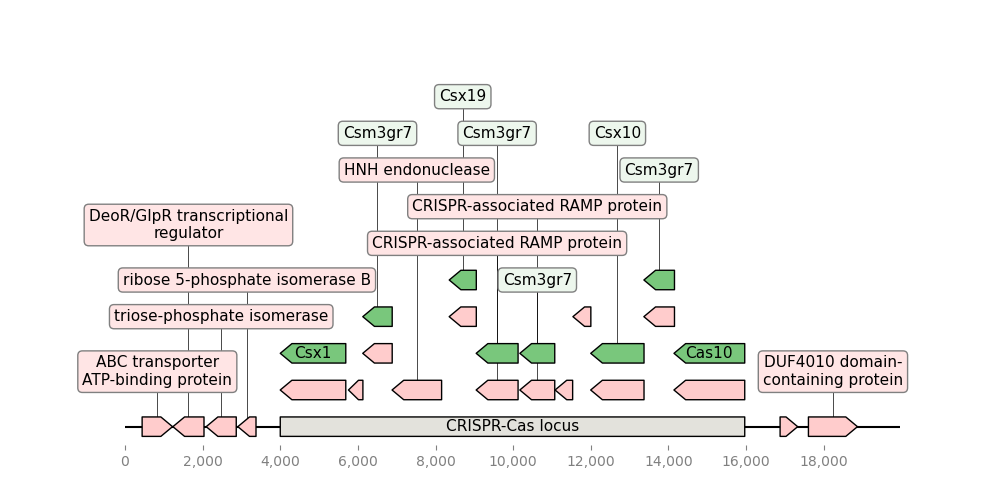 Csx19
Csm3gr7
Csm3gr7
Csx10
HNH endonuclease
Csm3gr7
CRISPR-associated RAMP protein
DeoR/GlpR transcriptional
regulator
CRISPR-associated RAMP protein
ribose 5-phosphate isomerase B
Csm3gr7
triose-phosphate isomerase
Csx1
Cas10
ABC transporter
ATP-binding protein
DUF4010 domain-
containing protein
CRISPR-Cas locus
0 2,000 4,000 6,000 8,000 10,000 12,000 14,000 16,000 18,000